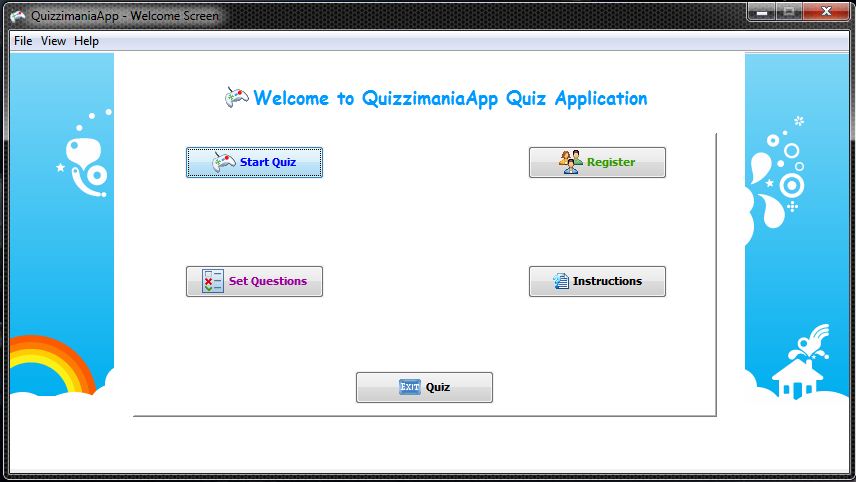 QuizzimaniaApp - Welcome Screen
File View Help
Welcome to QuizzimaniaApp Quiz Application
Start Quiz
Register
Set Questions
Instructions
EXIT Quiz